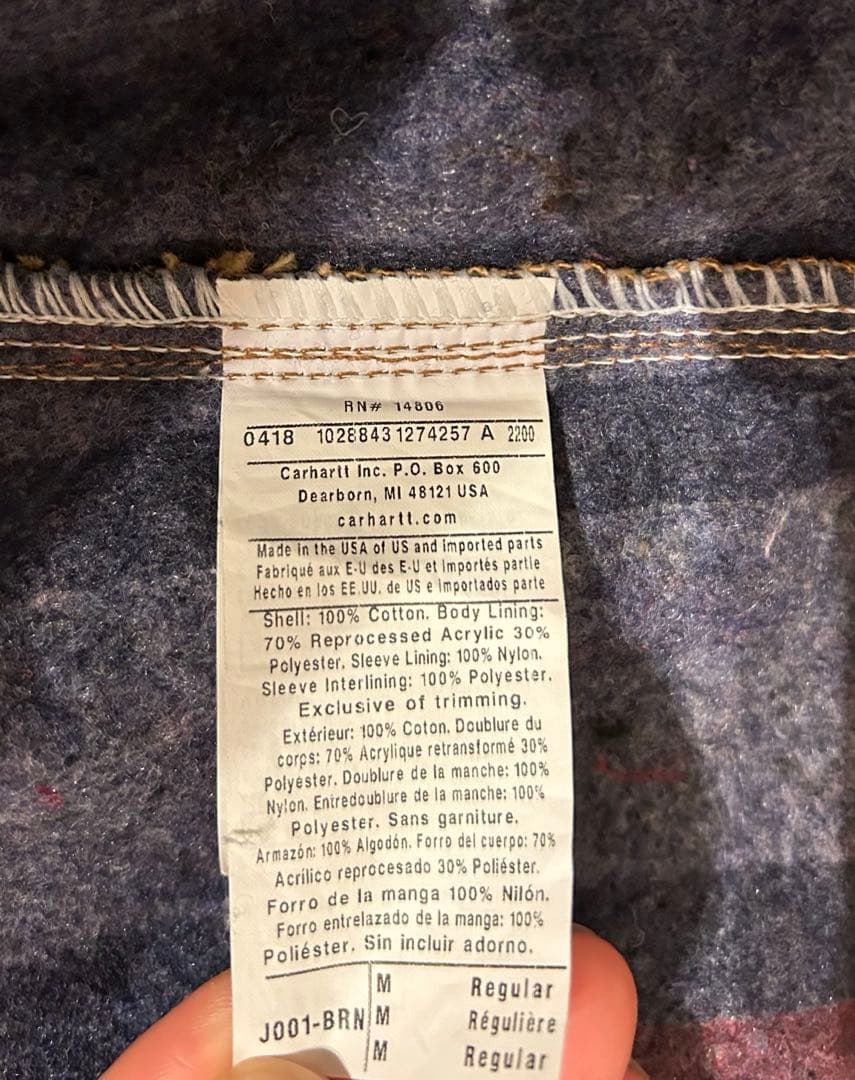 RN# 14806
0418 1028843 1274257 A 2200
Carhartt Inc. P.O. Box 600
Dearborn, MI 48121 USA
carhartt.com
Made in the USA of US and imported parts
Fabriqué aux E-U des E-U et Importés partie
Hecho en los EE.UU. de US e Importados parte
Shell: 100% Cotton. Body Lining:
70% Reprocessed Acrylic 30%
Polyester. Sleeve Lining: 100% Nylon.
Sleeve Interlining: 100% Polyester.
Exclusive of trimming.
Extérieur: 100% Coton. Doublure du
corps: 70% Acrylique retransformé 30%
Polyester. Doublure de la manche: 100%
Nylon. Entredoublure de la manche: 100%
Polyester. Sans garniture.
Armazón: 100% Algodón. Forro del cuerpo: 70%
Acrílico reprocesado 30% Poliéster.
Forro de la manga 100% Nilón.
Forro entrelazado de la manga: 100%
Poliéster. Sin incluir adorno.
M Regular
J001-BRN M Régulière
M Regular